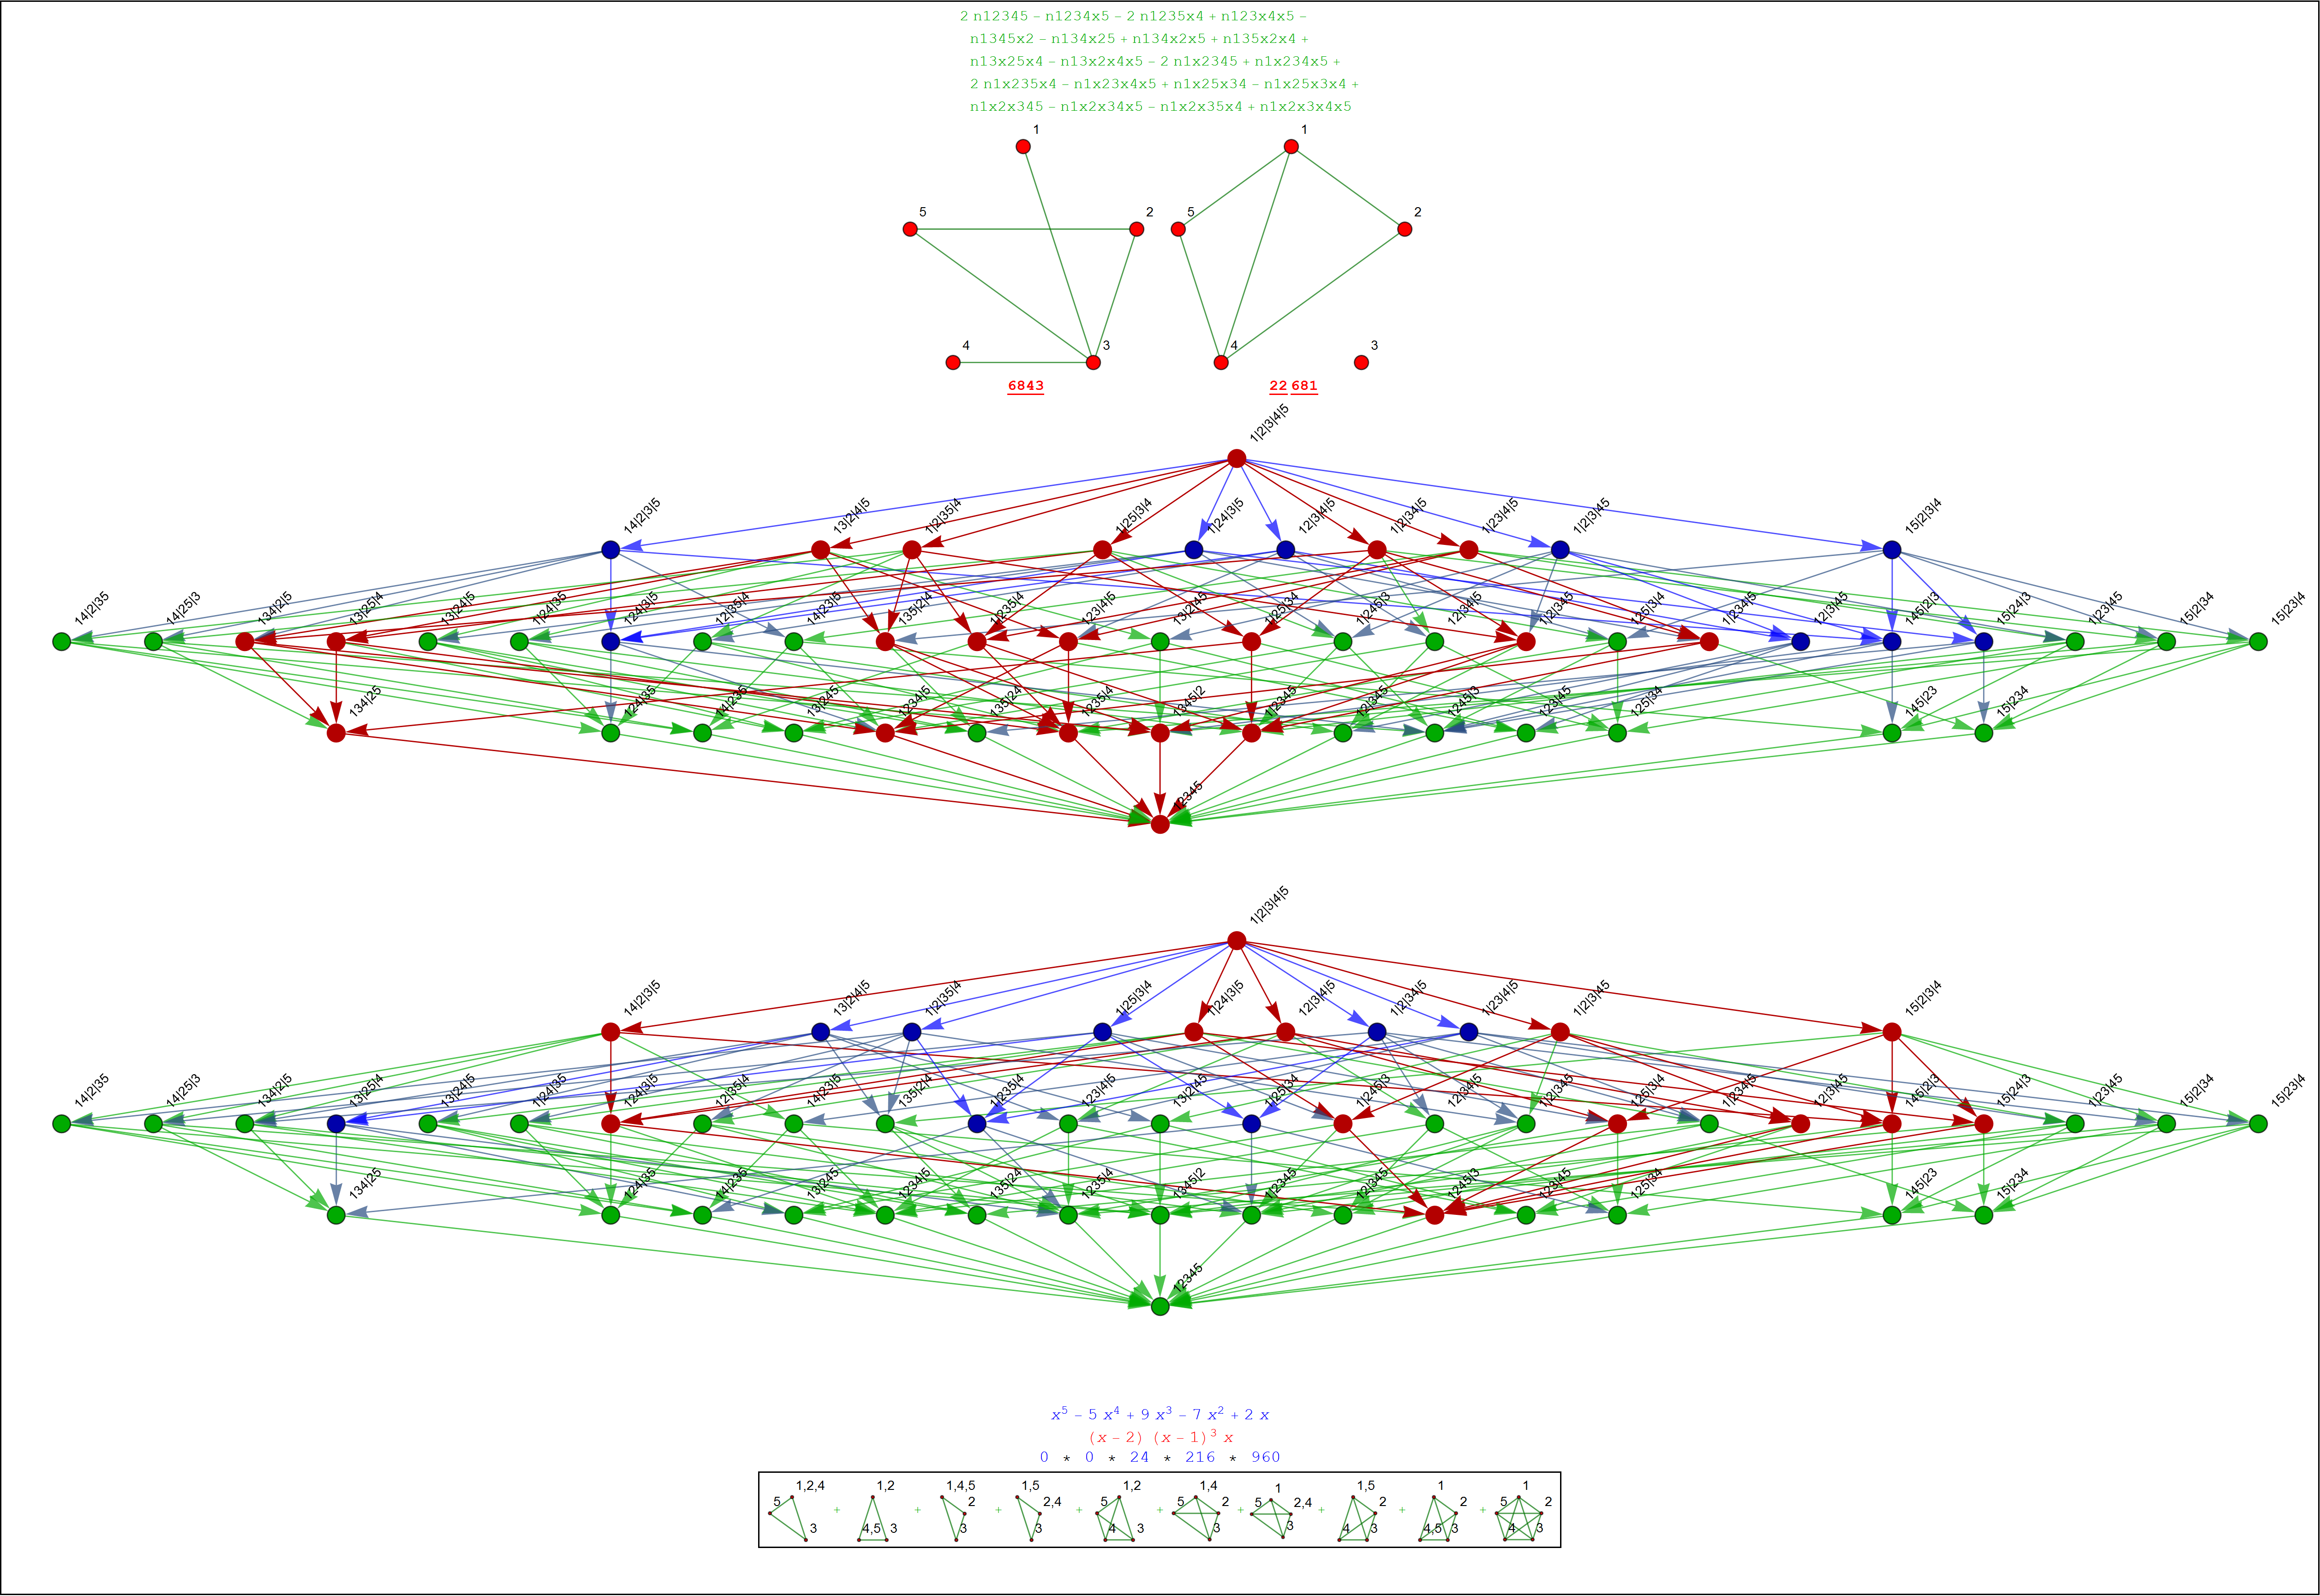 2 n12345 – n1234x5 – 2 n1235x4 + n123x4x5 –
n1345x2 – n134x25 + n134x2x5 + n135x2x4 +
n13x25x4 – n13x2x4x5 – 2 n1x2345 + n1x234x5 +
2 n1x235x4 – n1x23x4x5 + n1x25x34 – n1x25x3x4 +
n1x2x345 – n1x2x34x5 – n1x2x35x4 + n1x2x3x4x5
1 1
5 2 5 2
4 3 4 3
6843 22 681
1|2|3|4|5
14|2|3|5 13|2|4|5 1|2|35|4 1|25|3|4 1|24|3|5 12|3|4|5 1|2|34|5 1|23|4|5 1|2|3|45 15|2|3|4
14|2|35 14|25|3 134|2|5 13|25|4 13|24|5 1|24|35 124|3|5 12|35|4 14|23|5 135|2|4 1|235|4 123|4|5 13|2|45 1|25|34 1|245|3 12|34|5 1|2|345 125|3|4 1|234|5 12|3|45 145|2|3 15|24|3 1|23|45 15|2|34 15|23|4
134|25 124|35 14|235 13|245 1234|5 135|24 1235|4 1345|2 1|2345 12|345 1245|3 123|45 125|34 145|23 15|234
12345
1|2|3|4|5
14|2|3|5 13|2|4|5 1|2|35|4 1|25|3|4 1|24|3|5 12|3|4|5 1|2|34|5 1|23|4|5 1|2|3|45 15|2|3|4
14|2|35 14|25|3 134|2|5 13|25|4 13|24|5 1|24|35 124|3|5 12|35|4 14|23|5 135|2|4 1|235|4 123|4|5 13|2|45 1|25|34 1|245|3 12|34|5 1|2|345 125|3|4 1|234|5 12|3|45 145|2|3 15|24|3 1|23|45 15|2|34 15|23|4
134|25 124|35 14|235 13|245 1234|5 135|24 1235|4 1345|2 1|2345 12|345 1245|3 123|45 125|34 145|23 15|234
12345
x⁵ – 5 x⁴ + 9 x³ – 7 x² + 2 x
(x – 2) (x – 1)³ x
0 * 0 * 24 * 216 * 960
1,2,4 1,2 1,4,5 1,5 1,2 1,4 1 1,5 1 1
5 + + 2 + 2,4 + 5 + 5 2 + 5 2,4 + 2 + 2 + 5 2
3 4,5 3 3 3 4 3 3 3 4 3 4,5 3 4 3